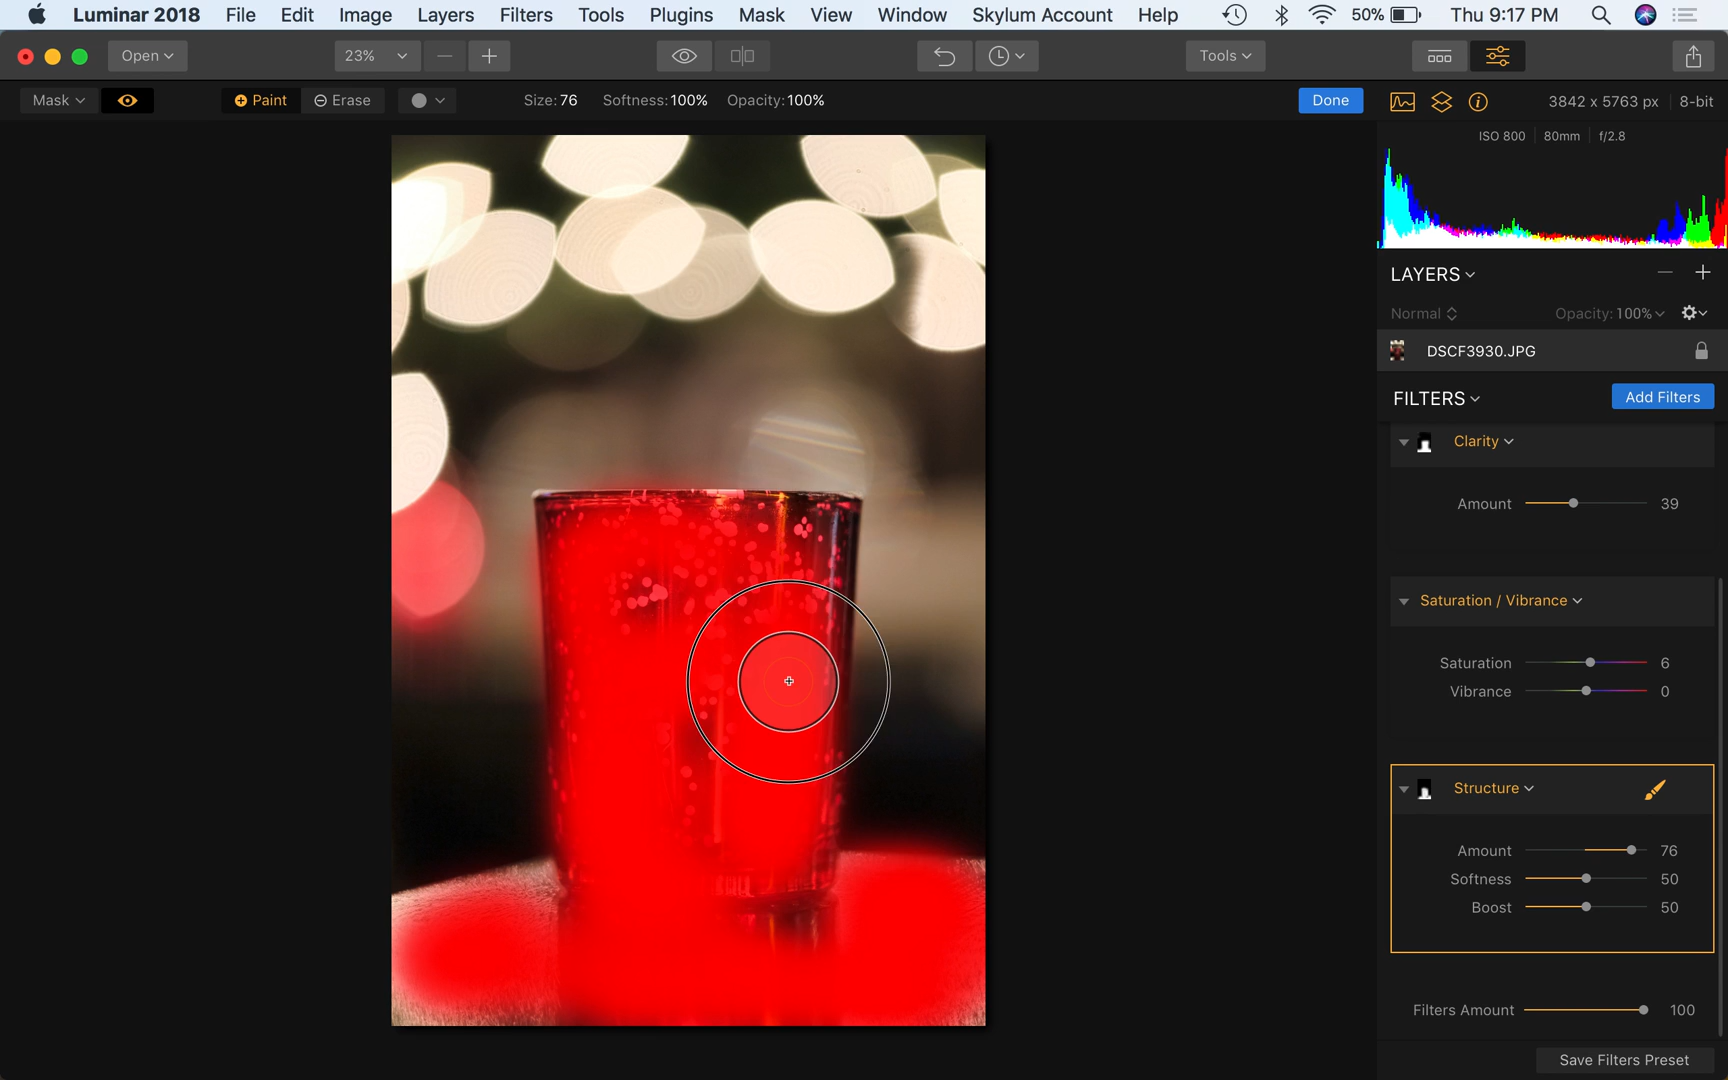 Luminar 2018 File Edit Image Layers Filters Tools Plugins Mask View Window Skylum Account Help 50% Thu 9:17 PM
Open 23% Tools
Mask Paint Erase Size: 76 Softness: 100% Opacity: 100% Done 3842 x 5763 px 8-bit
ISO 800 80mm f/2.8
LAYERS
Normal Opacity: 100%
DSCF3930.JPG
FILTERS Add Filters
Clarity
Amount 39
Saturation / Vibrance
Saturation 6
Vibrance 0
Structure
Amount 76
Softness 50
Boost 50
Filters Amount 100
Save Filters Preset